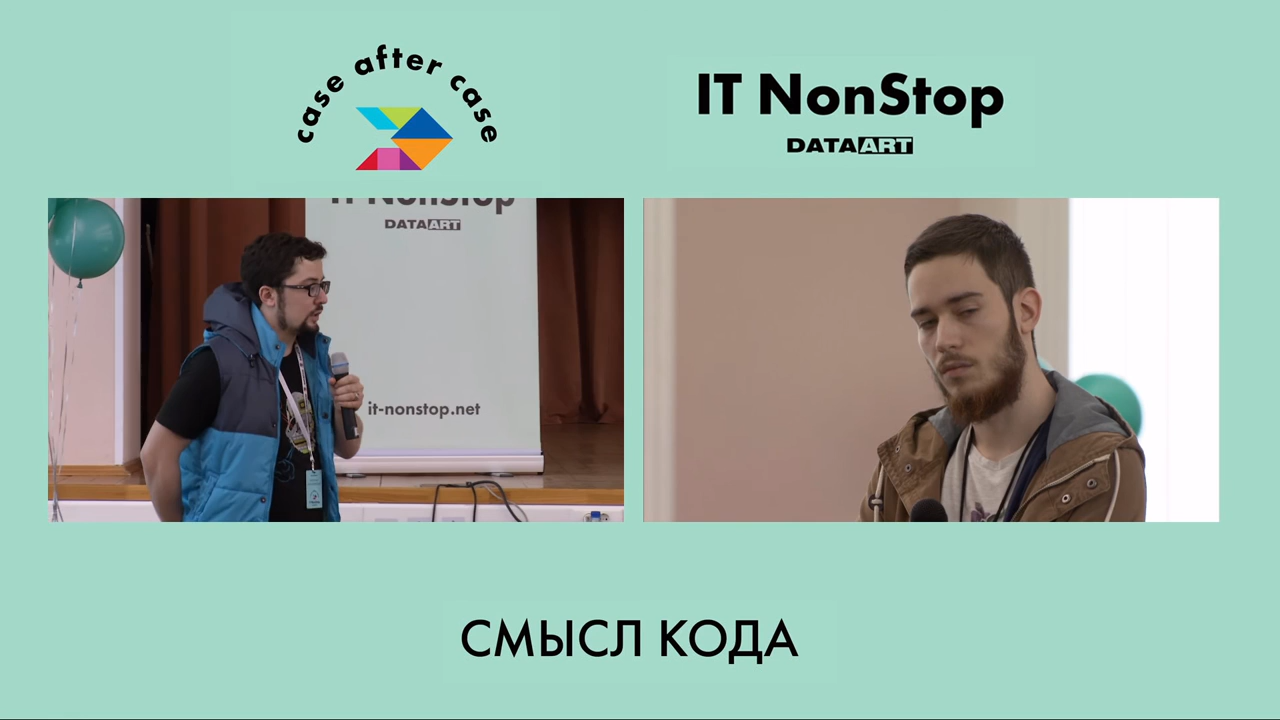 case after case
IT NonStop
DATAART
IT NonStop
DATAART
it-nonstop.net
СМЫСЛ КОДА